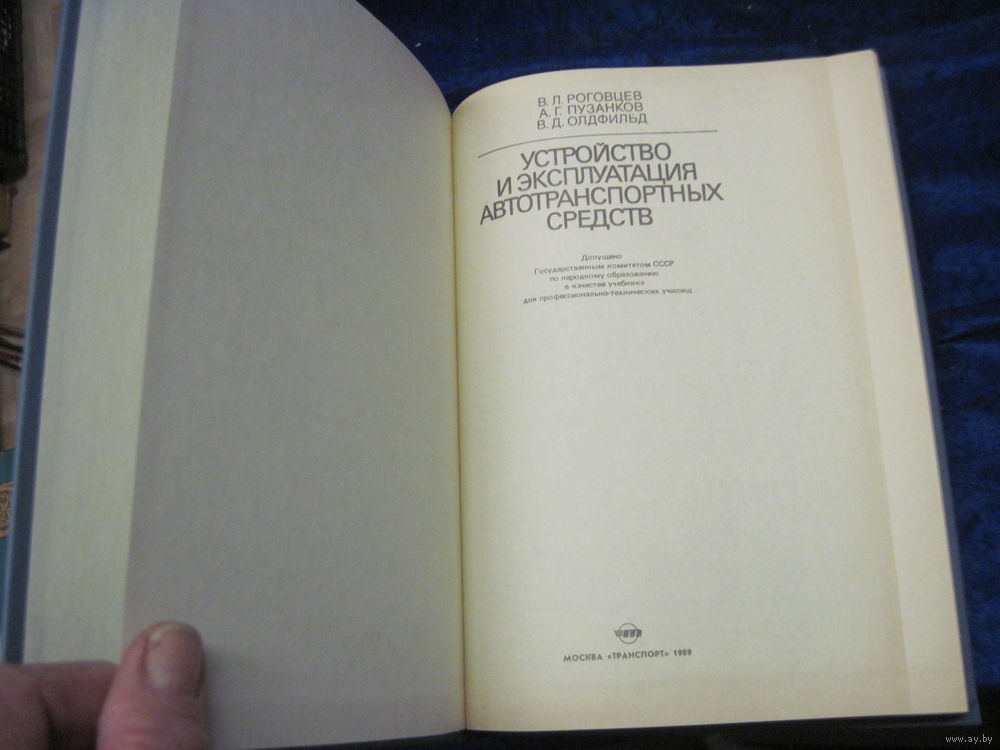 В. Л. РОГОВЦЕВ
А. Г. ПУЗАНКОВ
В. Д. ОЛДФИЛЬД
УСТРОЙСТВО
И ЭКСПЛУАТАЦИЯ
АВТОТРАНСПОРТНЫХ
СРЕДСТВ
Допущено
Государственным комитетом СССР
по народному образованию
в качестве учебника
для профессионально-технических училищ
МОСКВА «ТРАНСПОРТ» 1989
www.ay.by